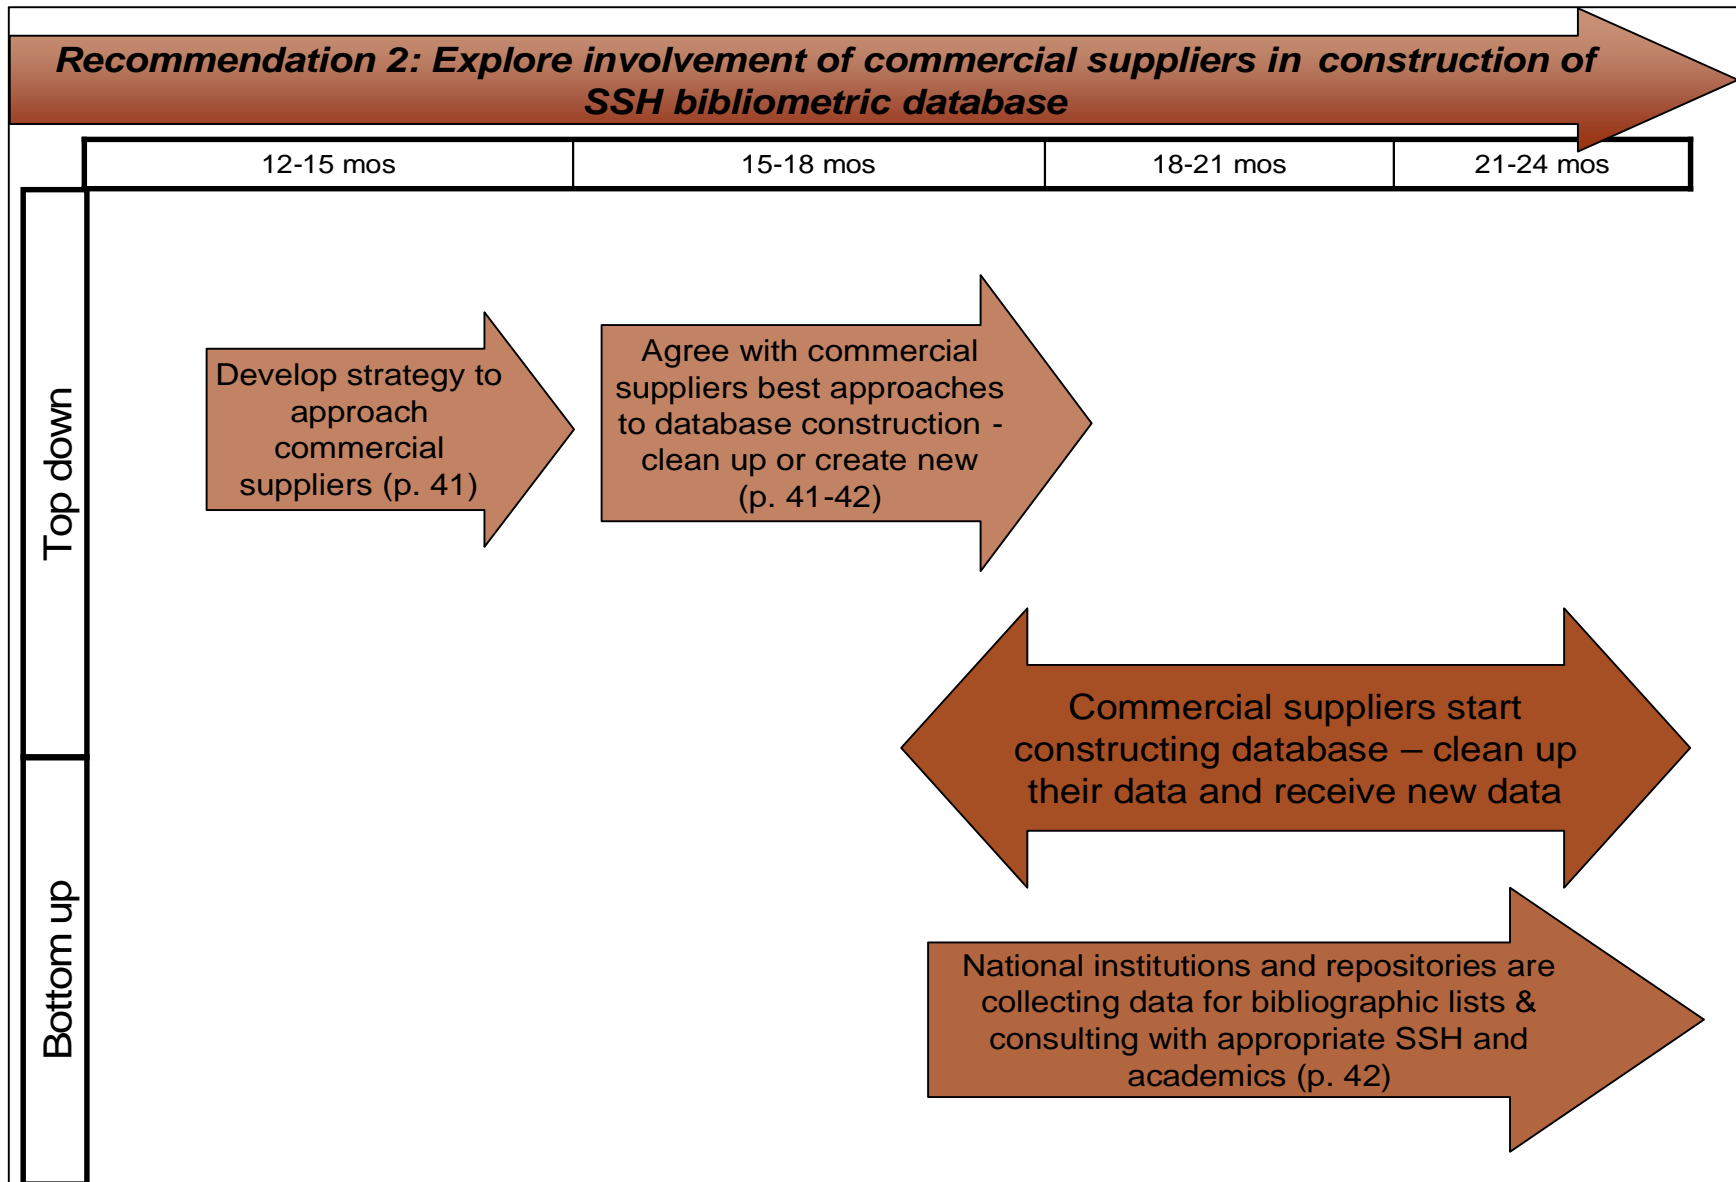 Recommendation 2: Explore involvement of commercial suppliers in construction of
SSH bibliometric database
12-15 mos
15-18 mos
18-21 mos
21-24 mos
Top down
Develop strategy to
approach
commercial
suppliers (p. 41)
Agree with commercial
suppliers best approaches
to database construction -
clean up or create new
(p. 41-42)
Commercial suppliers start
constructing database – clean up
their data and receive new data
Bottom up
National institutions and repositories are
collecting data for bibliographic lists &
consulting with appropriate SSH and
academics (p. 42)